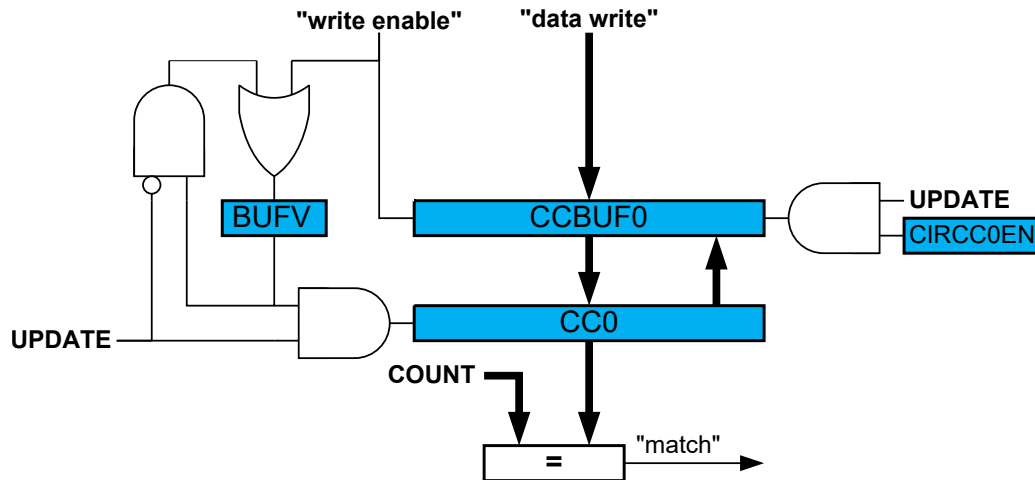 "write enable"
"data write"
BUFV
CCBUF0
UPDATE
CIRCC0EN
UPDATE
CC0
COUNT
=
"match"